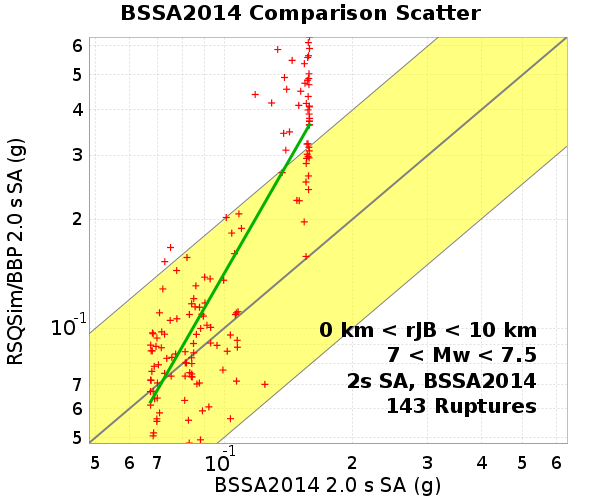 BSSA2014 Comparison Scatter
RSQSim/BBP 2.0 s SA (g)
6
5
4
3
2
10⁻¹
7
6
5
0 km < rJB < 10 km
7 < Mw < 7.5
2s SA, BSSA2014
143 Ruptures
5 6 7 10⁻¹ 2 3 4 5 6
BSSA2014 2.0 s SA (g)